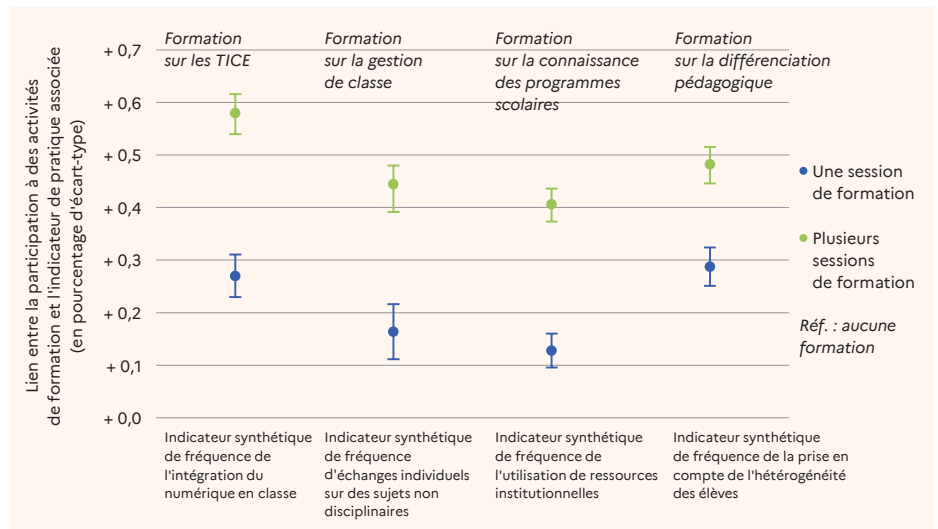 Lien entre la participation à des activités
de formation et l'indicateur de pratique associée
(en pourcentage d'écart-type)
+ 0,7
+ 0,6
+ 0,5
+ 0,4
+ 0,3
+ 0,2
+ 0,1
+ 0,0
Formation
sur les TICE
Formation
sur la gestion
de classe
Formation
sur la connaissance
des programmes
scolaires
Formation
sur la différenciation
pédagogique
Une session
de formation
Plusieurs
sessions
de formation
Réf. : aucune
formation
Indicateur synthétique
de fréquence de
l'intégration du
numérique en classe
Indicateur synthétique
de fréquence
d'échanges individuels
sur des sujets non
disciplinaires
Indicateur synthétique
de fréquence de
l'utilisation de ressources
institutionnelles
Indicateur synthétique
de fréquence de la prise en
compte de l'hétérogénéité
des élèves